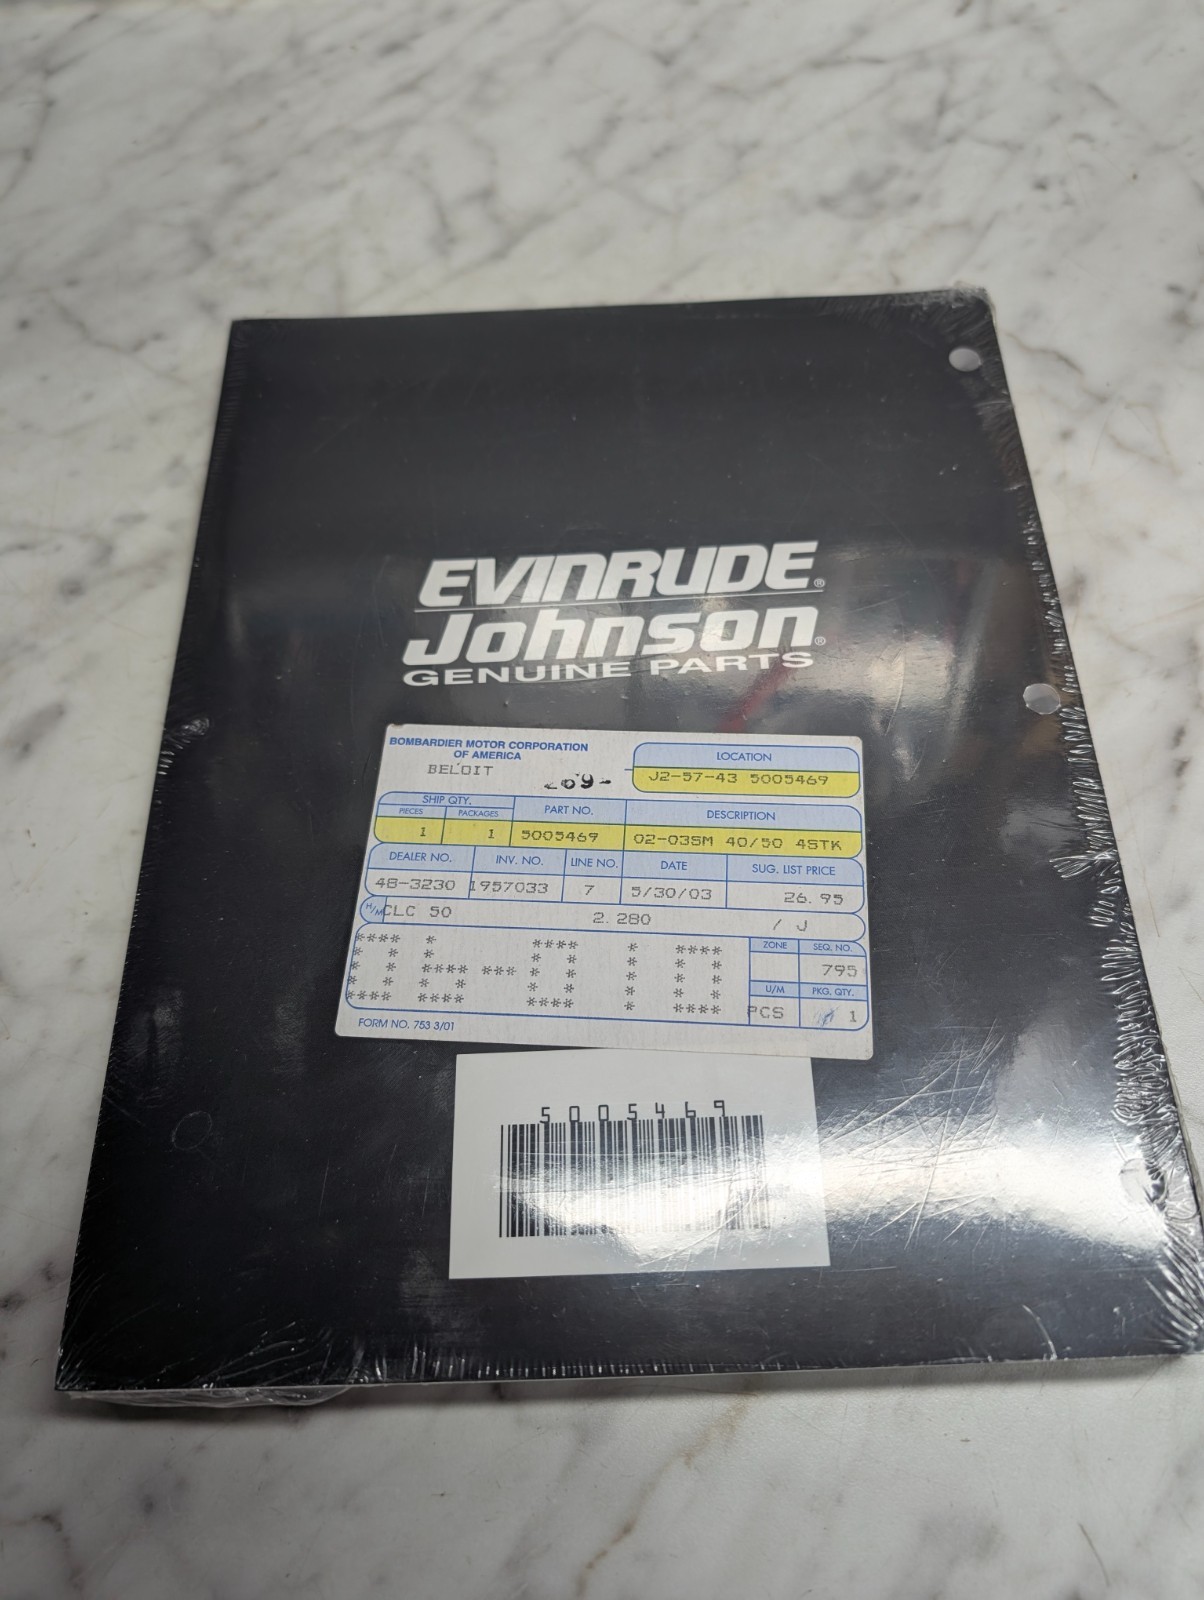 EVINRUDE®
Johnson®
GENUINE PARTS
BOMBARDIER MOTOR CORPORATION
OF AMERICA
BELOIT
LOCATION
J2-57-43 5005469
SHIP QTY.
PIECES PACKAGES PART NO. DESCRIPTION
1 1 5005469 02-03SM 40/50 4STK
DEALER NO. INV. NO. LINE NO. DATE SUG. LIST PRICE
48-3230 1957033 7 5/30/03 26.95
H/M CLC 50 2.280 / J
ZONE SEQ. NO.
795
U/M PKG. QTY.
PCS 1
FORM NO. 753 3/01
5005469